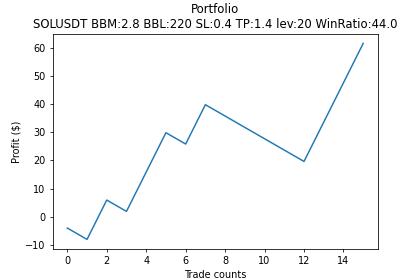 Portfolio
SOLUSDT BBM:2.8 BBL:220 SL:0.4 TP:1.4 lev:20 WinRatio:44.0
Profit ($)
60
50
40
30
20
10
0
−10
0 2 4 6 8 10 12 14
Trade counts